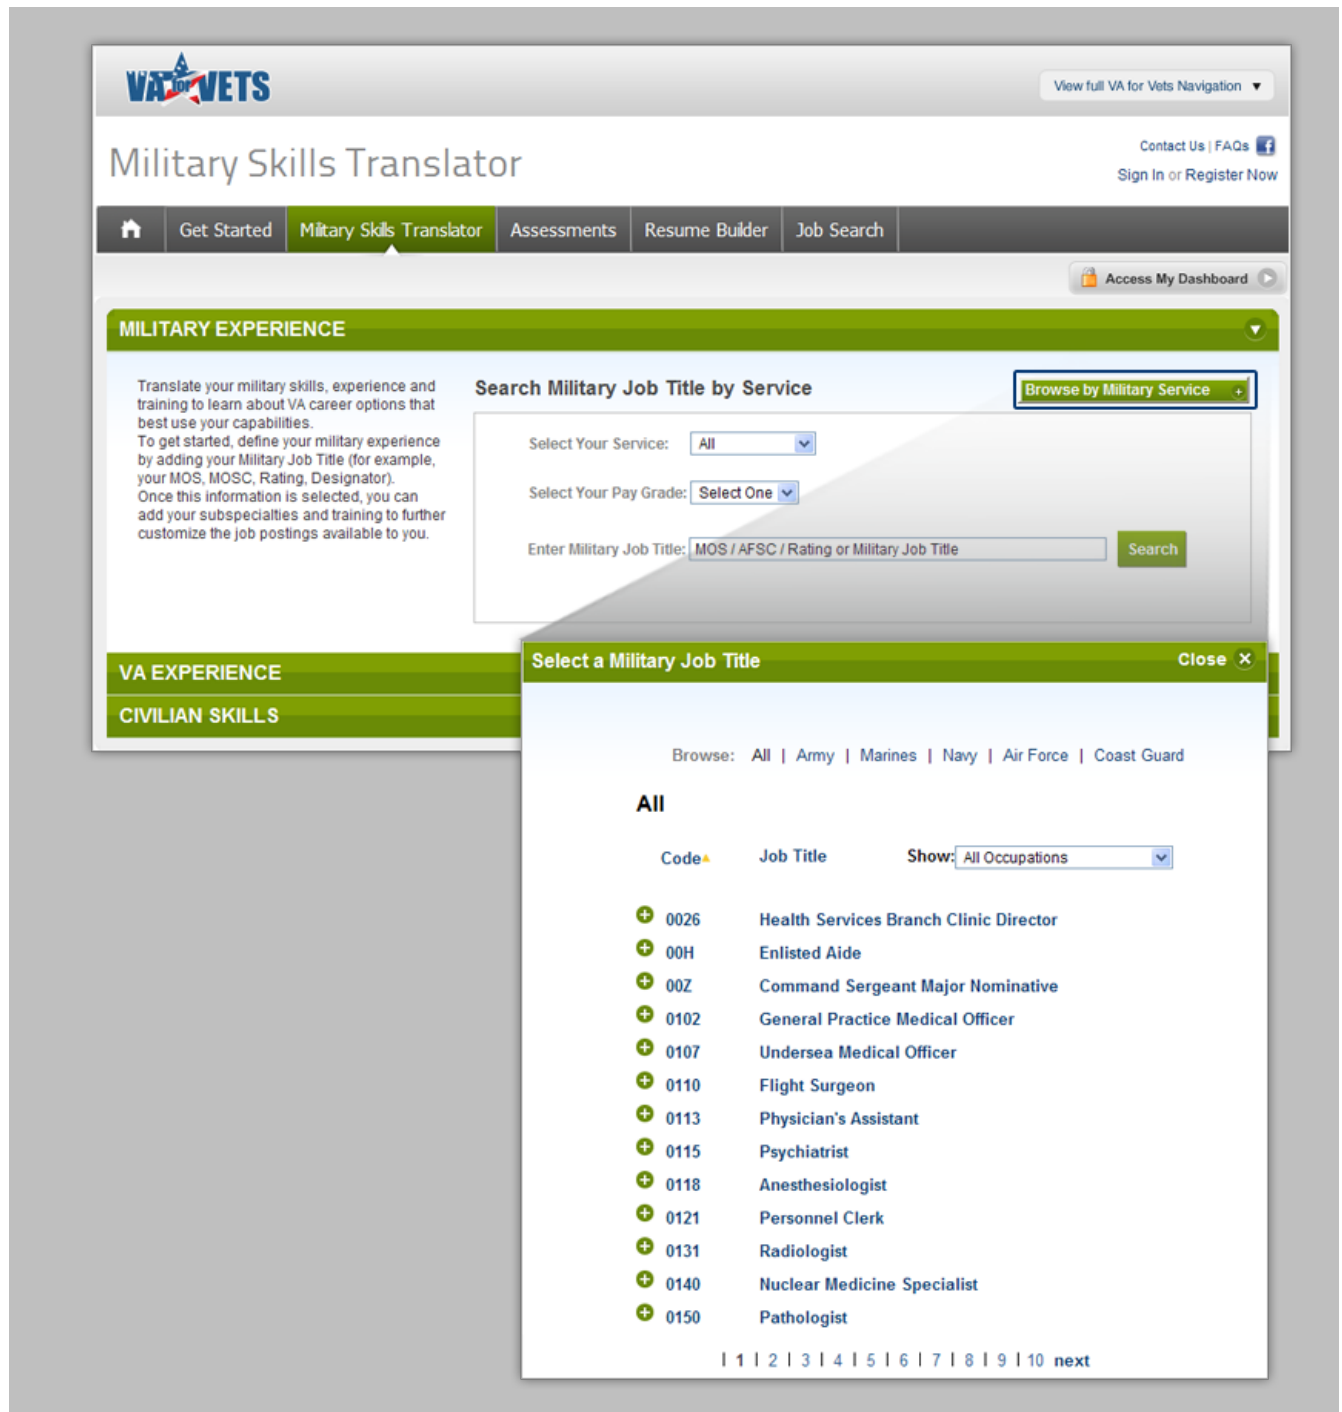 VA for VETS
View full VA for Vets Navigation ▼
Military Skills Translator
Contact Us | FAQs
Sign In or Register Now
Get Started
Military Skills Translator
Assessments
Resume Builder
Job Search
Access My Dashboard
MILITARY EXPERIENCE
Translate your military skills, experience and
training to learn about VA career options that
best use your capabilities.
To get started, define your military experience
by adding your Military Job Title (for example,
your MOS, MOSC, Rating, Designator).
Once this information is selected, you can
add your subspecialties and training to further
customize the job postings available to you.
Search Military Job Title by Service
Browse by Military Service +
Select Your Service: All
Select Your Pay Grade: Select One
Enter Military Job Title: MOS / AFSC / Rating or Military Job Title
Search
VA EXPERIENCE
CIVILIAN SKILLS
Select a Military Job Title
Close X
Browse: All | Army | Marines | Navy | Air Force | Coast Guard
All
Code Job Title Show: All Occupations
0026 Health Services Branch Clinic Director
00H Enlisted Aide
00Z Command Sergeant Major Nominative
0102 General Practice Medical Officer
0107 Undersea Medical Officer
0110 Flight Surgeon
0113 Physician's Assistant
0115 Psychiatrist
0118 Anesthesiologist
0121 Personnel Clerk
0131 Radiologist
0140 Nuclear Medicine Specialist
0150 Pathologist
| 1 | 2 | 3 | 4 | 5 | 6 | 7 | 8 | 9 | 10 next